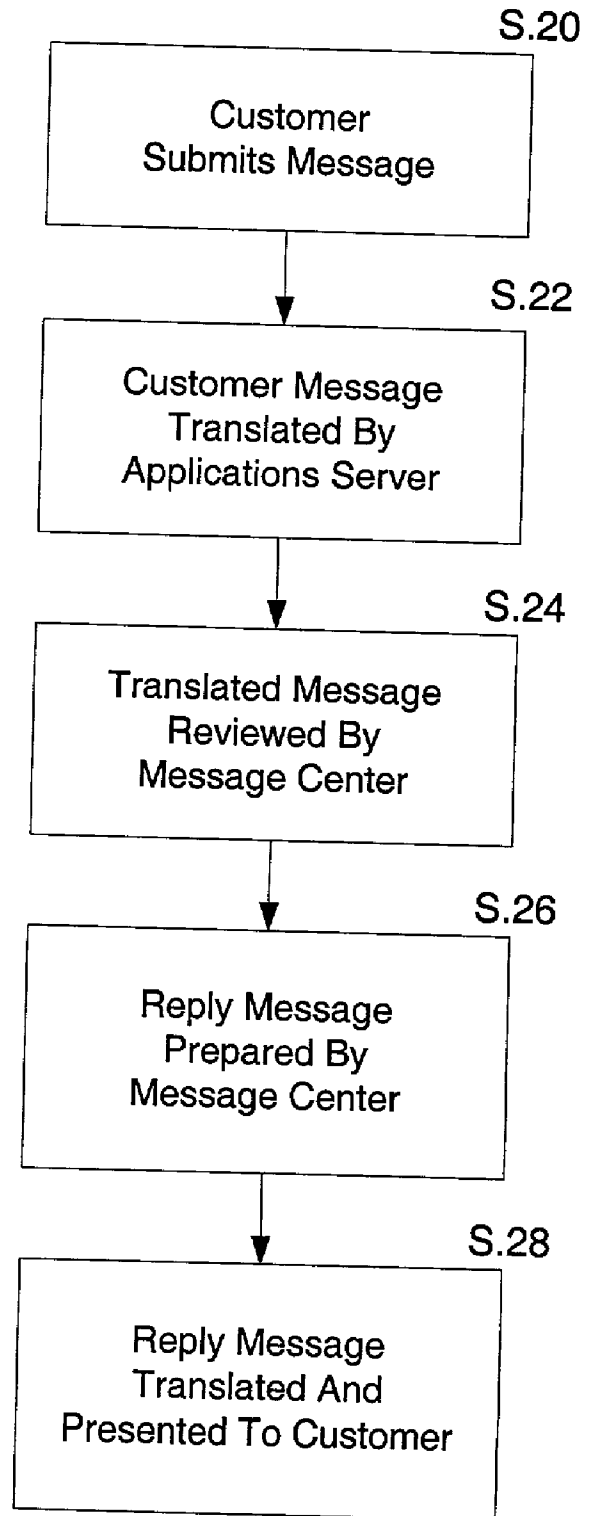 S.20
Customer
Submits Message
S.22
Customer Message
Translated By
Applications Server
S.24
Translated Message
Reviewed By
Message Center
S.26
Reply Message
Prepared By
Message Center
S.28
Reply Message
Translated And
Presented To Customer